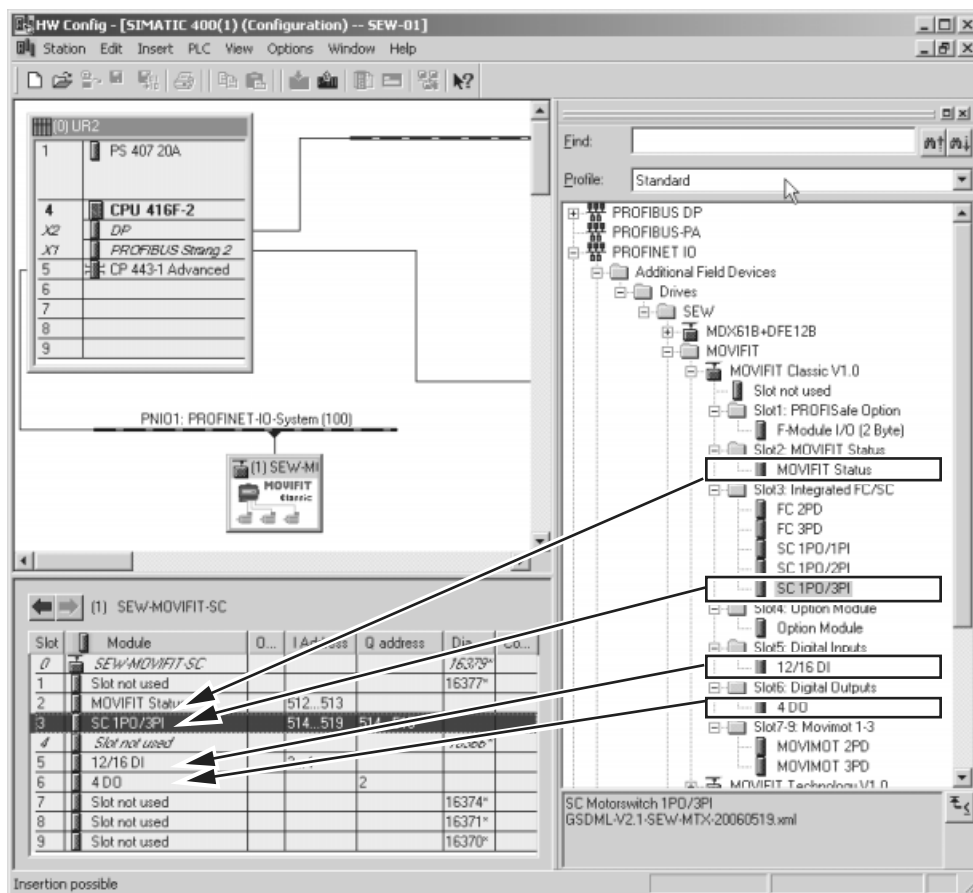 HW Config - [SIMATIC 400(1) (Configuration) -- SEW-01]
Station Edit Insert PLC View Options Window Help
(0) UR2
1 PS 407 20A
4 CPU 416F-2
X2 DP
X1 PROFIBUS Strang 2
5 CP 443-1 Advanced
6
7
8
9
PNIO1: PROFINET-IO-System (100)
(1) SEW-MI
MOVIFIT
Classic
Find:
Profile: Standard
PROFIBUS DP
PROFIBUS-PA
PROFINET IO
Additional Field Devices
Drives
SEW
MDX61B+DFE12B
MOVIFIT
MOVIFIT Classic V1.0
Slot not used
Slot1: PROFISafe Option
F-Module I/O (2 Byte)
Slot2: MOVIFIT Status
MOVIFIT Status
Slot3: Integrated FC/SC
FC 2PD
FC 3PD
SC 1PO/1PI
SC 1PO/2PI
SC 1PO/3PI
Slot4: Option Module
Option Module
Slot5: Digital Inputs
12/16 DI
Slot6: Digital Outputs
4 DO
Slot7-9: Movimot 1-3
MOVIMOT 2PD
MOVIMOT 3PD
MOVIFIT Technology V1.0
SC Motorswitch 1PO/3PI
GSDML-V2.1-SEW-MTX-20060519.xml
(1) SEW-MOVIFIT-SC
Slot Module O... I Address Q address Dia... Co...
0 SEW-MOVIFIT-SC 16379*
1 Slot not used 16377*
2 MOVIFIT Status 512...513
3 SC 1PO/3PI 514...519
4 Slot not used
5 12/16 DI
6 4 DO 2
7 Slot not used 16374*
8 Slot not used 16371*
9 Slot not used 16370*
Insertion possible